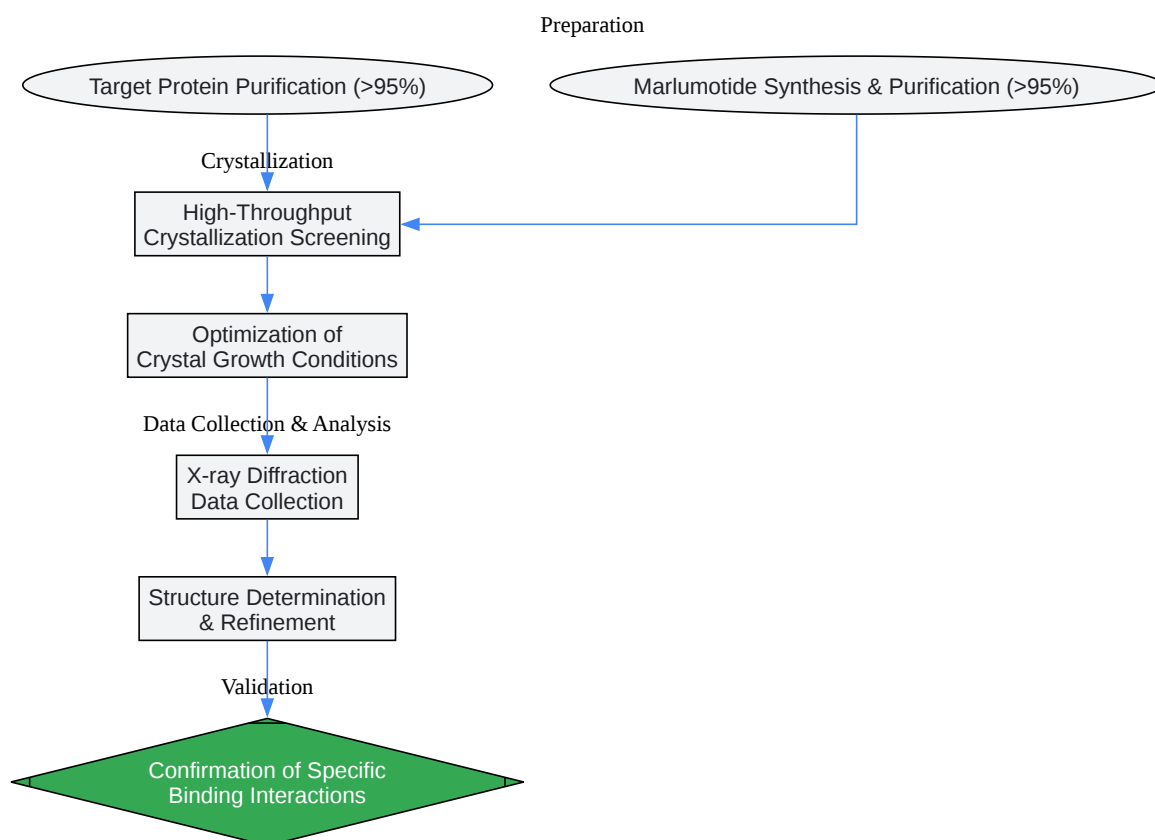 Preparation
Target Protein Purification (>95%)
Marlumotide Synthesis & Purification (>95%)
Crystallization
High-Throughput
Crystallization Screening
Optimization of
Crystal Growth Conditions
Data Collection & Analysis
X-ray Diffraction
Data Collection
Structure Determination
& Refinement
Validation
Confirmation of Specific
Binding Interactions